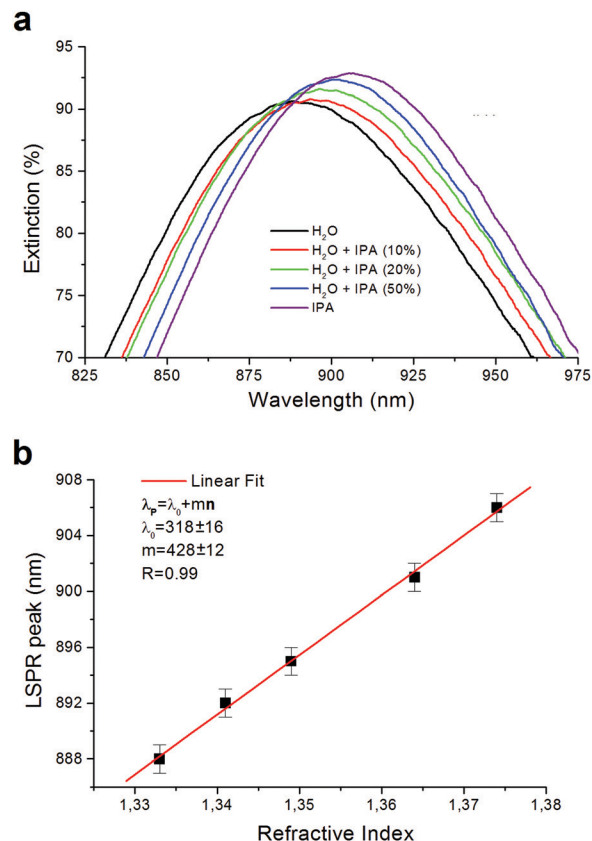 a
95
90
85
80
75
70
Extinction (%)
H₂O
H₂O + IPA (10%)
H₂O + IPA (20%)
H₂O + IPA (50%)
IPA
825 850 875 900 925 950 975
Wavelength (nm)
b
908
904
900
896
892
888
LSPR peak (nm)
Linear Fit
λₚ=λ₀+mn
λ₀=318±16
m=428±12
R=0.99
1,33 1,34 1,35 1,36 1,37 1,38
Refractive Index